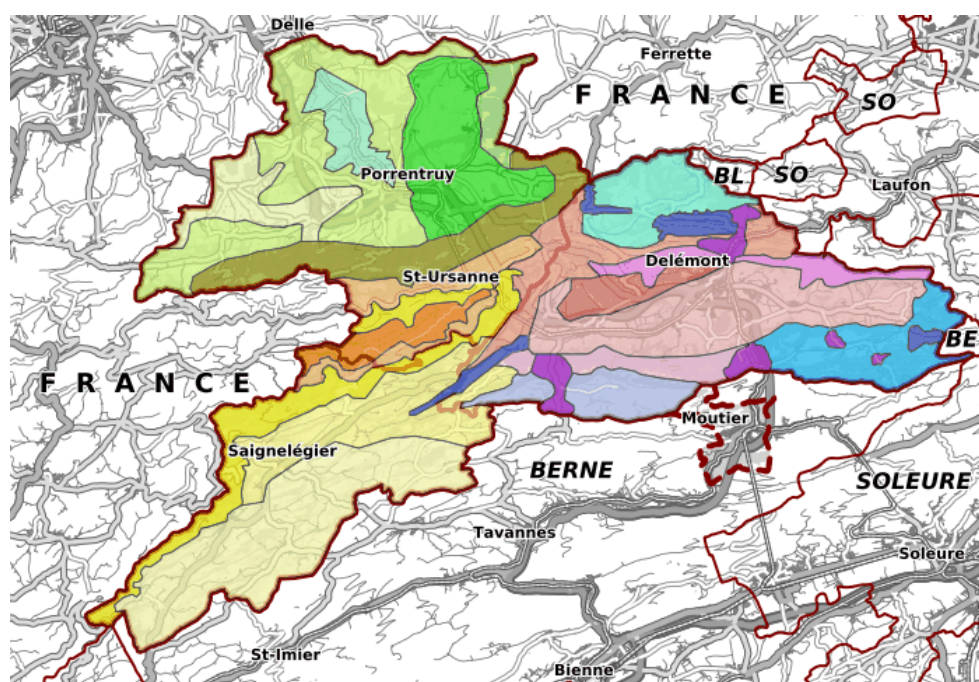 Delle
Ferrette
FRANCE
SO
Porrentruy
BL
SO
Laufon
St-Ursanne
Delémont
BE
FRANCE
Moutier
Saignelégier
BERNE
SOLEURE
Tavannes
Soleure
St-Imier
Bienne